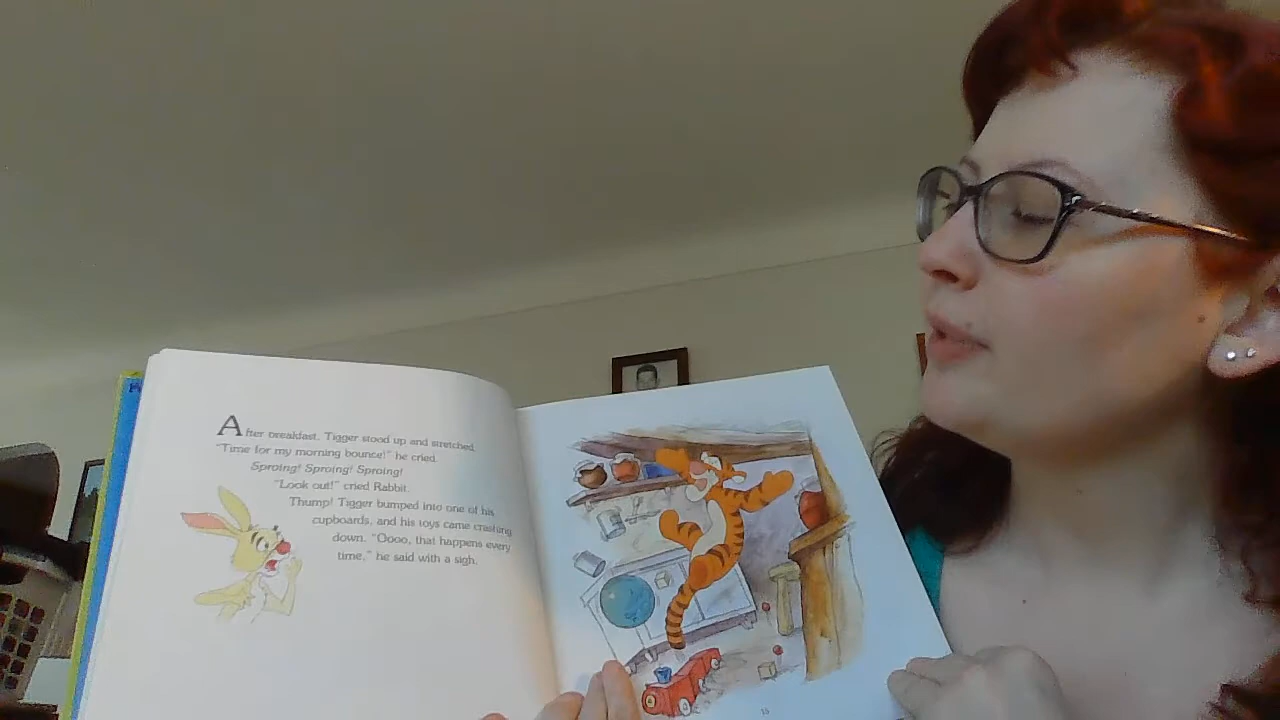 After breakfast, Tigger stood up and stretched.
"Time for my morning bounce!" he cried.
Sproing! Sproing! Sproing!
"Look out!" cried Rabbit.
Thump! Tigger bumped into one of his
cupboards, and his toys came crashing
down. "Oooo, that happens every
time," he said with a sigh.